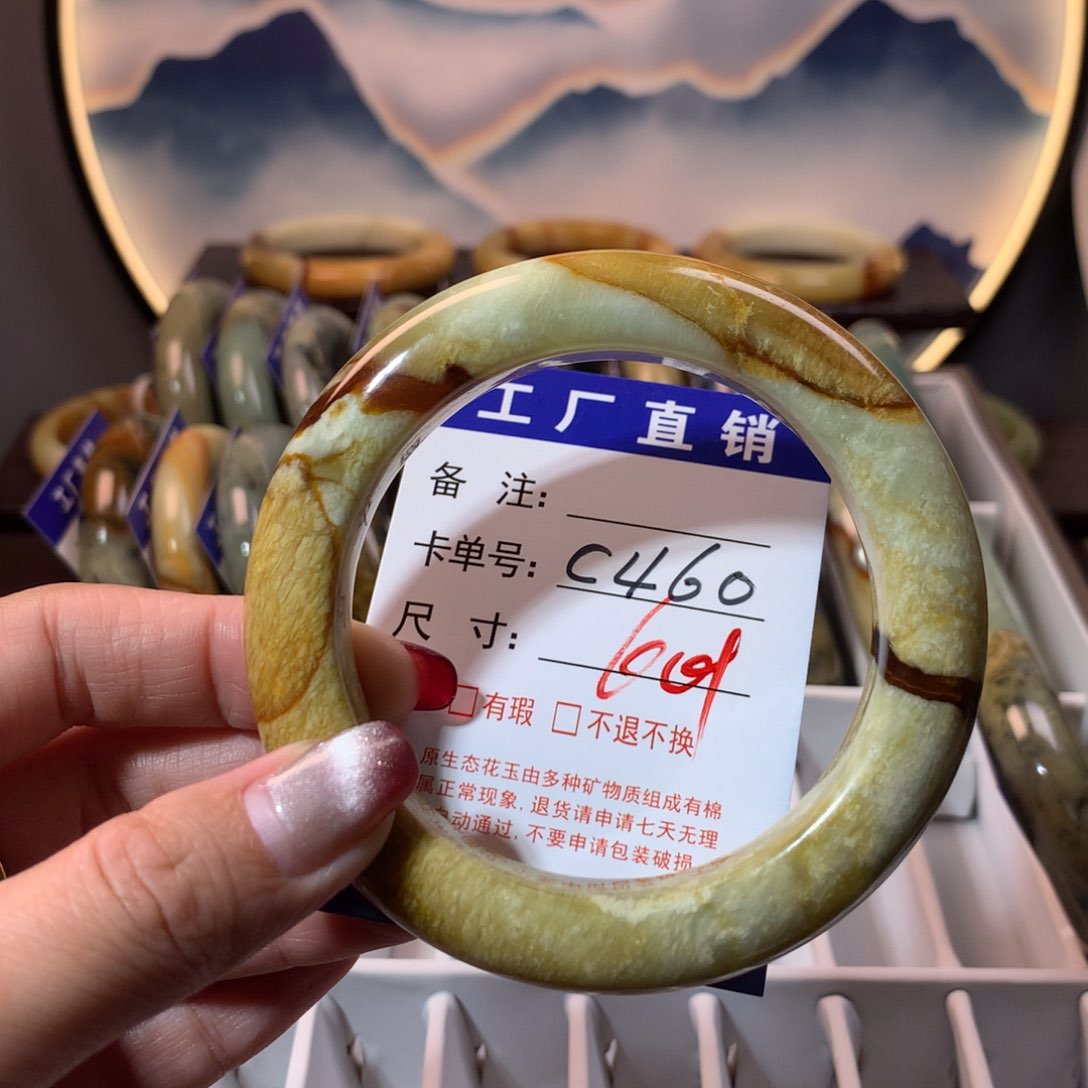 工厂直销
备 注:
卡单号: C460
尺 寸:
□有瑕 □不退不换
原生态花玉由多种矿物质组成有棉
属正常现象，退货请申请七天无理
动通过，不要申请包装破损